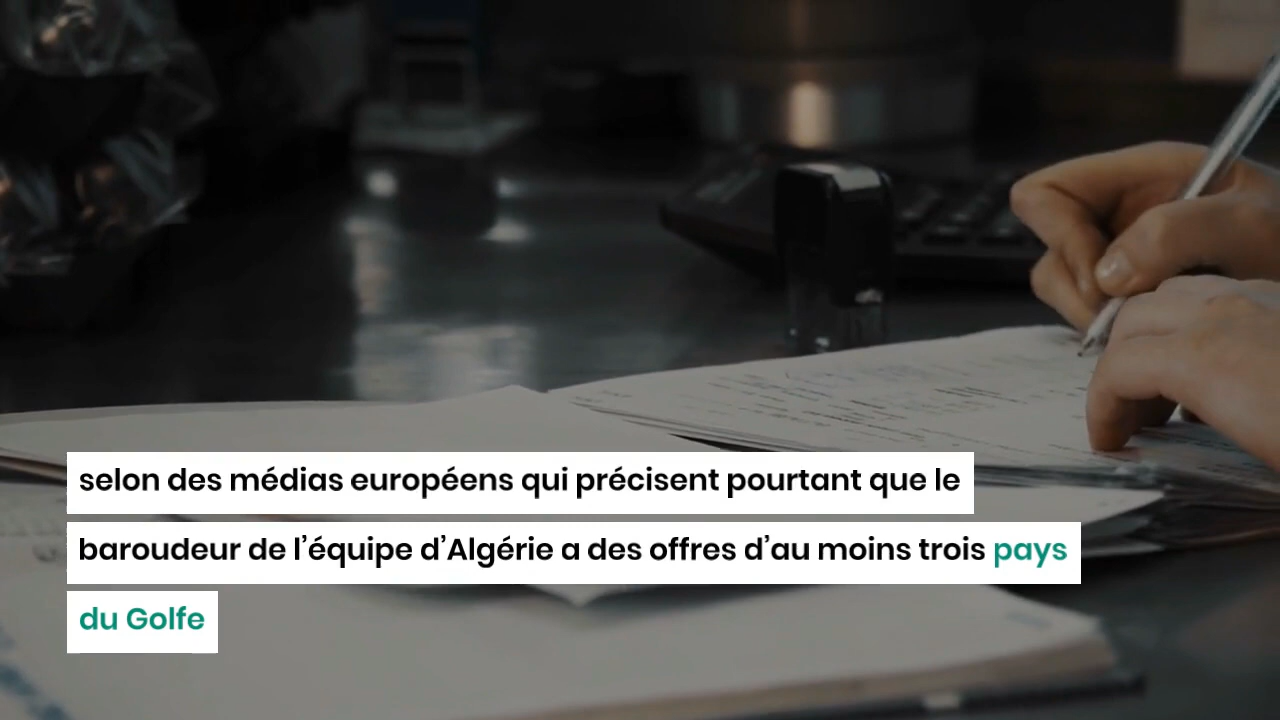 selon des médias européens qui précisent pourtant que le
baroudeur de l’équipe d’Algérie a des offres d’au moins trois pays
du Golfe